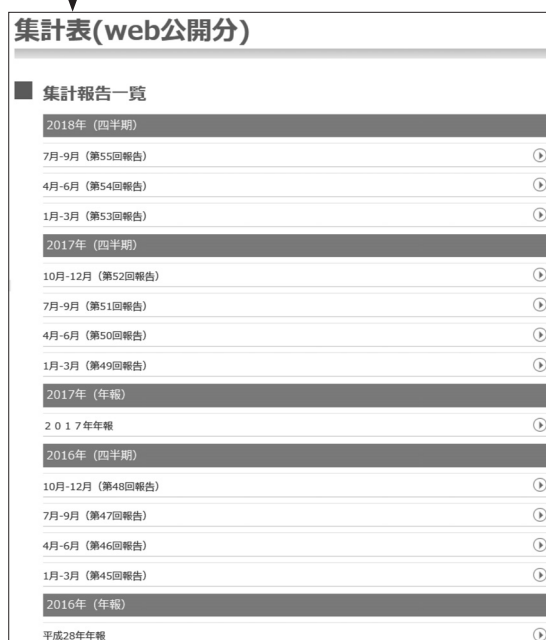 集計表(web公開分)
集計報告一覧
2018年（四半期）
7月-9月（第55回報告）
4月-6月（第54回報告）
1月-3月（第53回報告）
2017年（四半期）
10月-12月（第52回報告）
7月-9月（第51回報告）
4月-6月（第50回報告）
1月-3月（第49回報告）
2017年（年報）
２０１７年年報
2016年（四半期）
10月-12月（第48回報告）
7月-9月（第47回報告）
4月-6月（第46回報告）
1月-3月（第45回報告）
2016年（年報）
平成28年年報